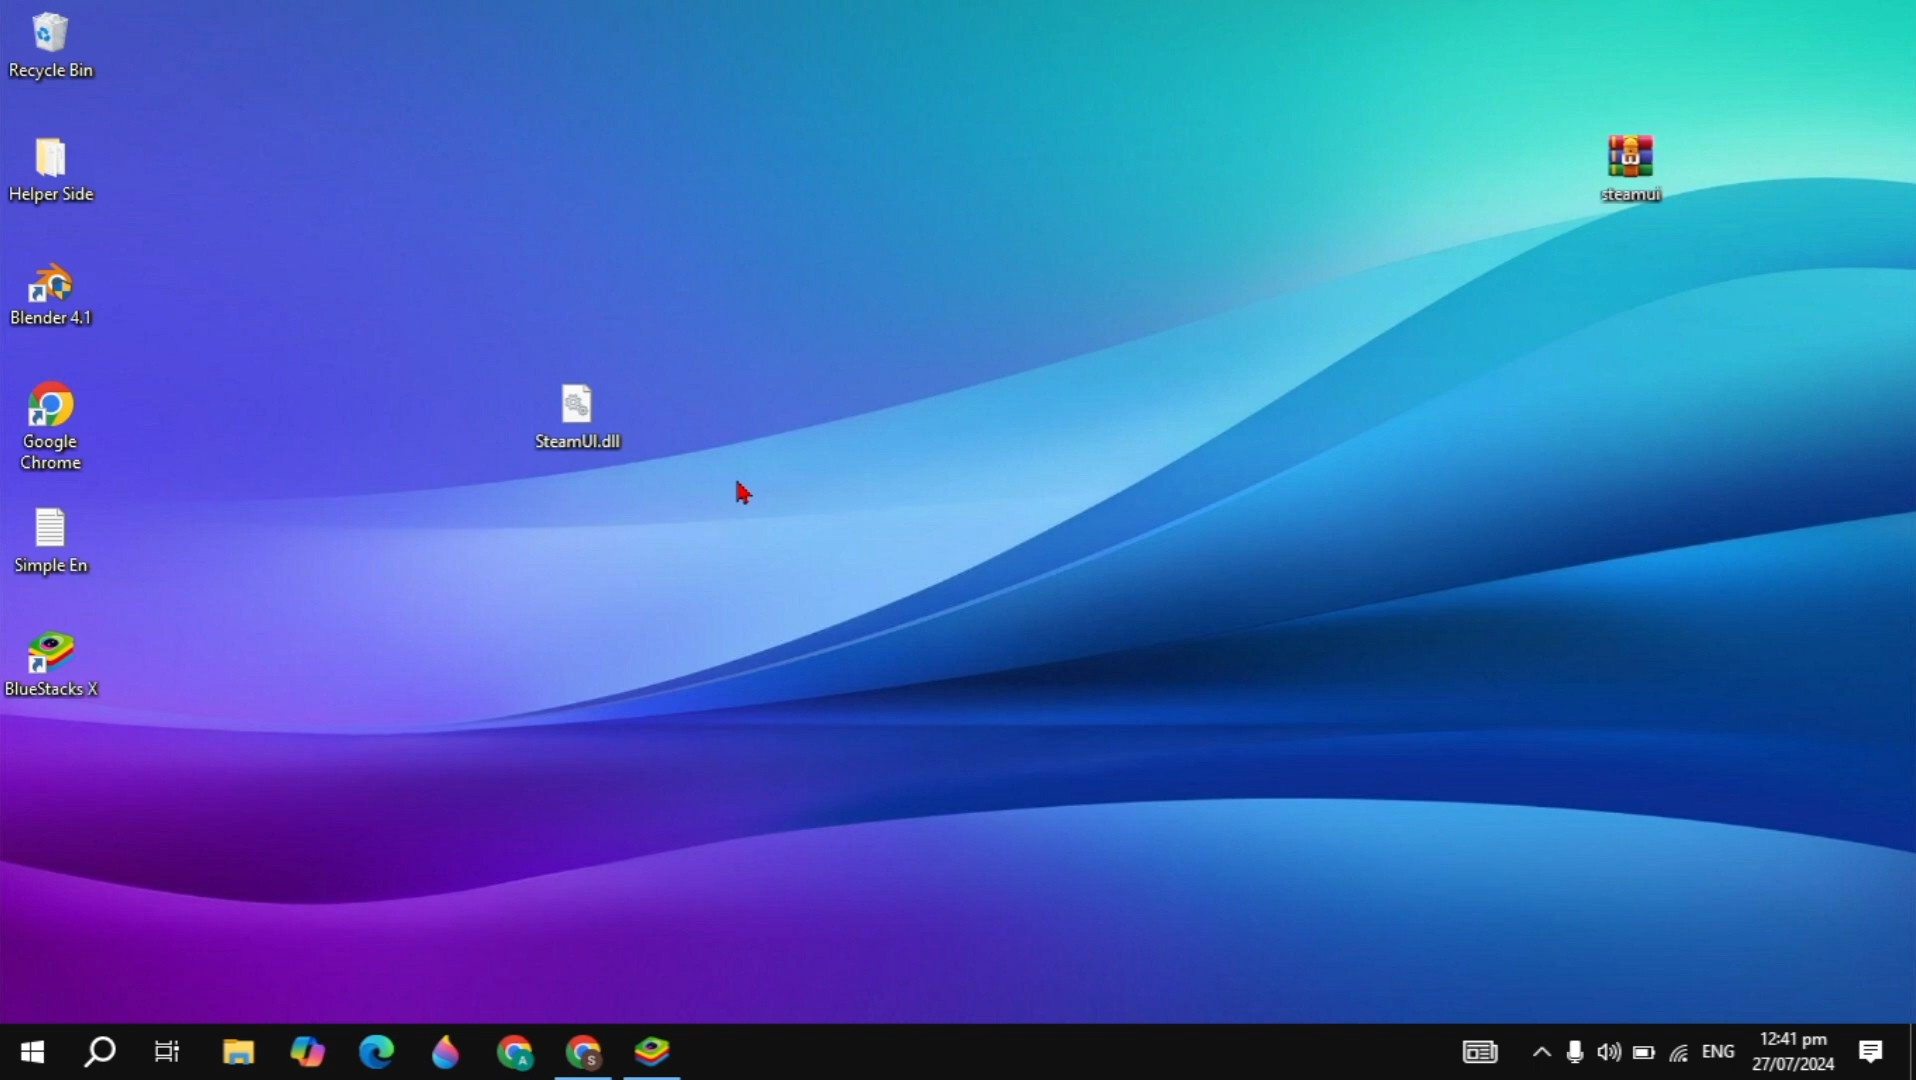 Recycle Bin
Helper Side
Blender 4.1
Google
Chrome
Simple En
BlueStacks X
SteamUI.dll
steamui
A
S
ENG
12:41 pm
27/07/2024